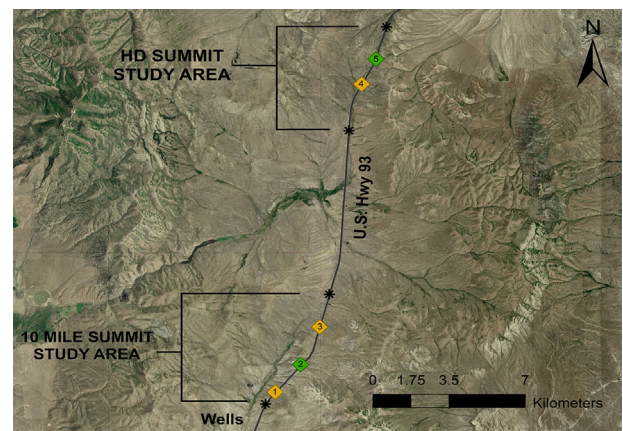 N
HD SUMMIT
STUDY AREA
5
4
U.S. Hwy 93
10 MILE SUMMIT
STUDY AREA
3
2
1
Wells
0 1.75 3.5 7
Kilometers